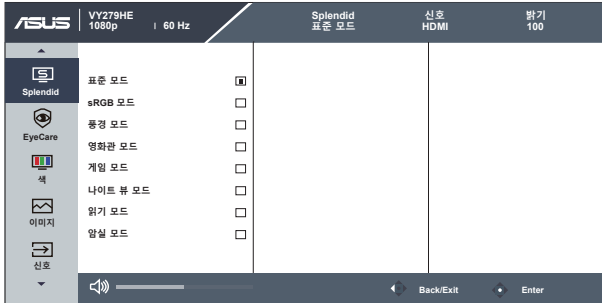 ASUS
VY279HE
1080p | 60 Hz
Splendid
표준 모드
신호
HDMI
밝기
100
Splendid
EyeCare
색
이미지
신호
표준 모드
sRGB 모드
풍경 모드
영화관 모드
게임 모드
나이트 뷰 모드
읽기 모드
암실 모드
Back/Exit
Enter